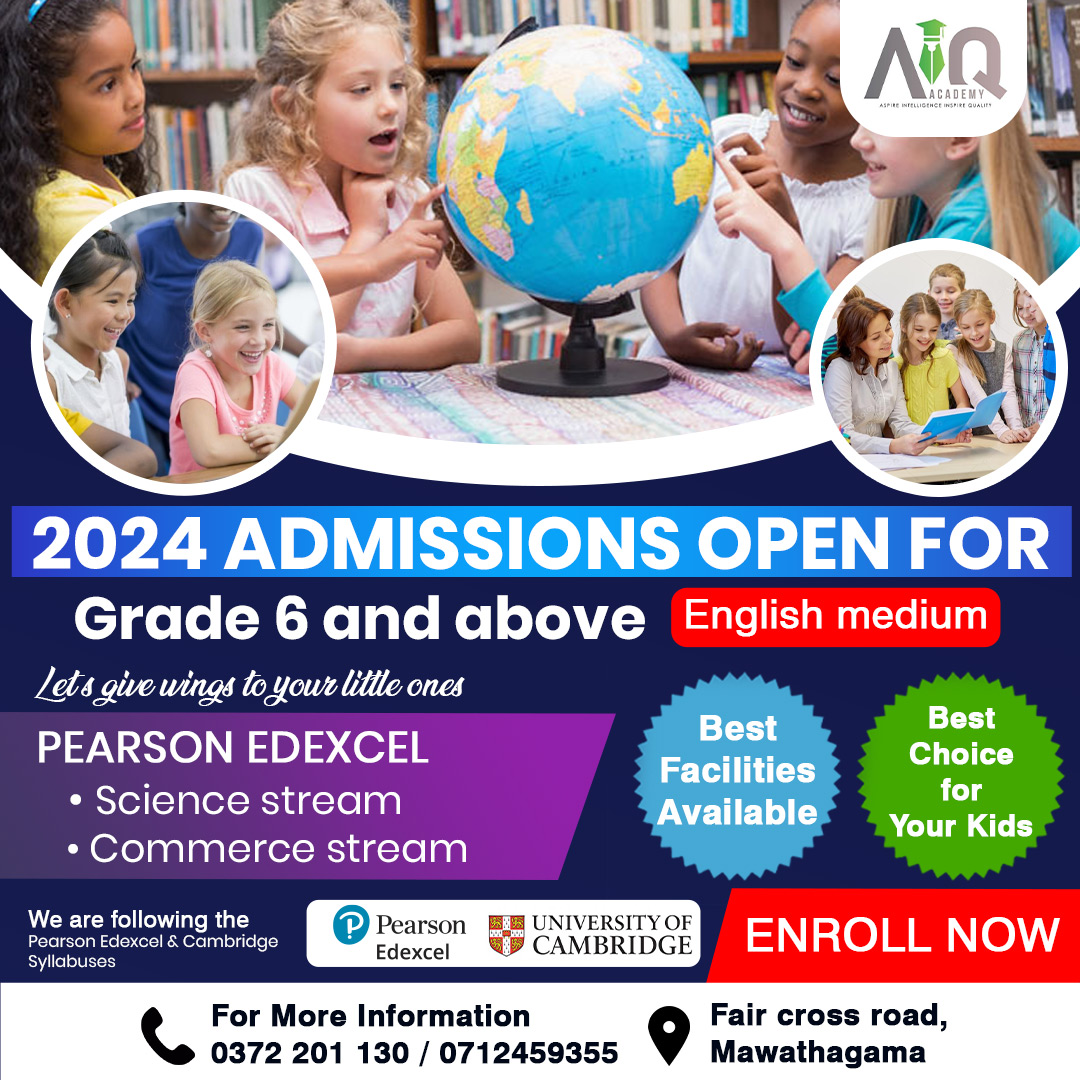 AIQ
ACADEMY
ASPIRE INTELLIGENCE INSPIRE QUALITY
2024 ADMISSIONS OPEN FOR
Grade 6 and above
English medium
Let's give wings to your little ones
PEARSON EDEXCEL
• Science stream
• Commerce stream
Best
Facilities
Available
Best
Choice
for
Your Kids
We are following the
Pearson Edexcel & Cambridge
Syllabuses
Pearson
Edexcel
UNIVERSITY OF
CAMBRIDGE
ENROLL NOW
For More Information
0372 201 130 / 0712459355
Fair cross road,
Mawathagama